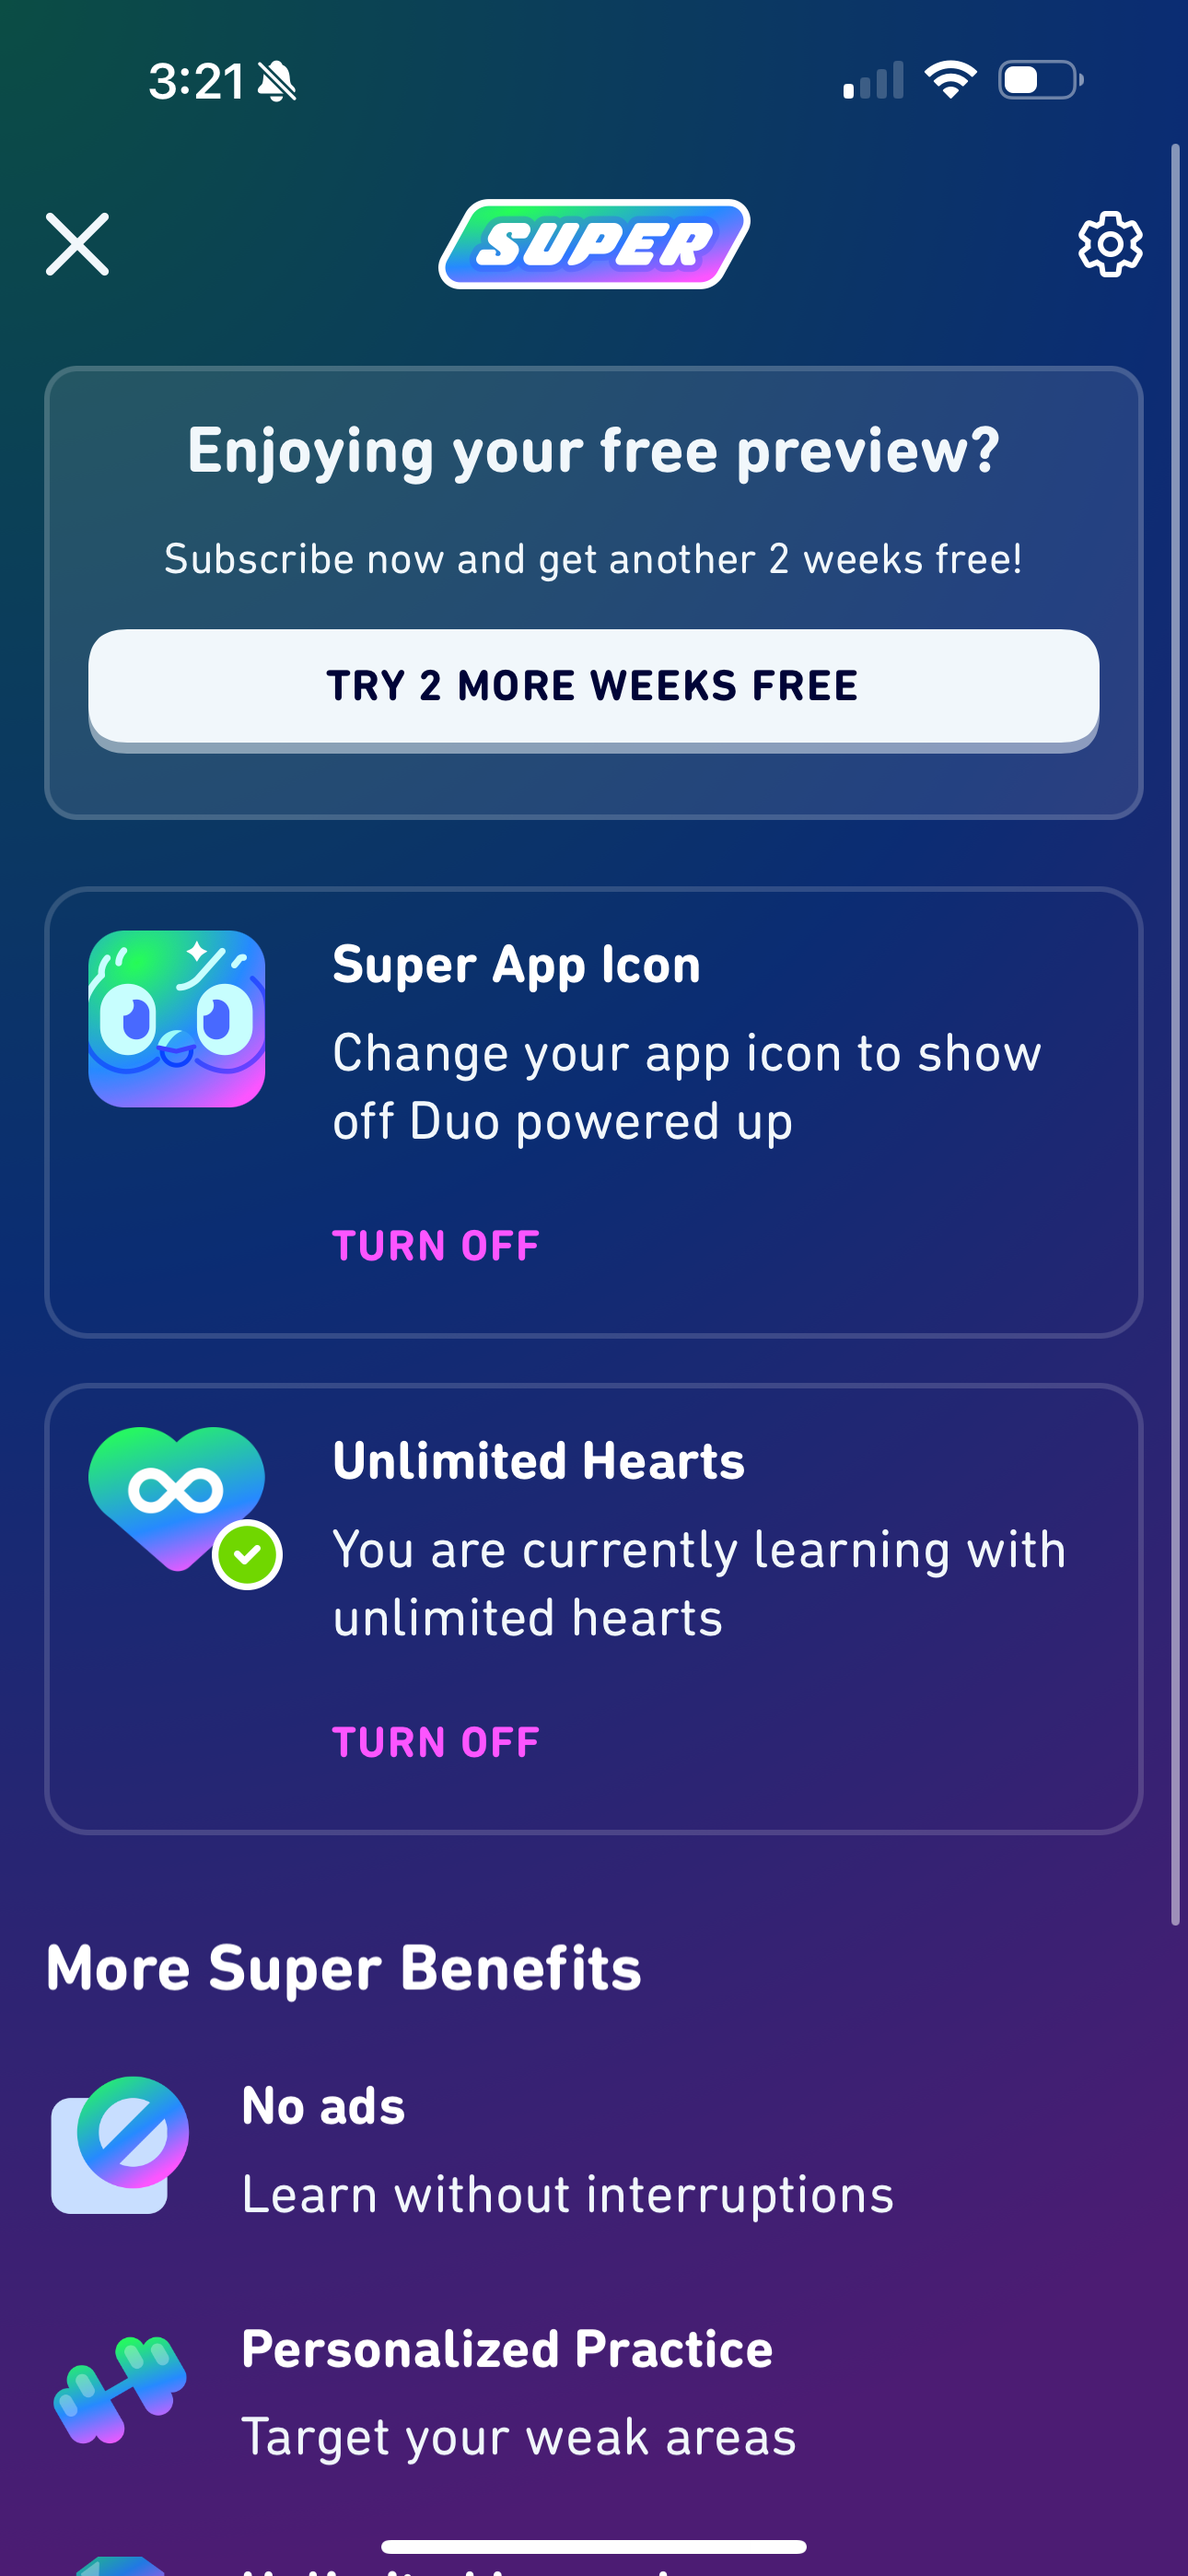 3:21
SUPER
Enjoying your free preview?
Subscribe now and get another 2 weeks free!
TRY 2 MORE WEEKS FREE
Super App Icon
Change your app icon to show
off Duo powered up
TURN OFF
Unlimited Hearts
You are currently learning with
unlimited hearts
TURN OFF
More Super Benefits
No ads
Learn without interruptions
Personalized Practice
Target your weak areas